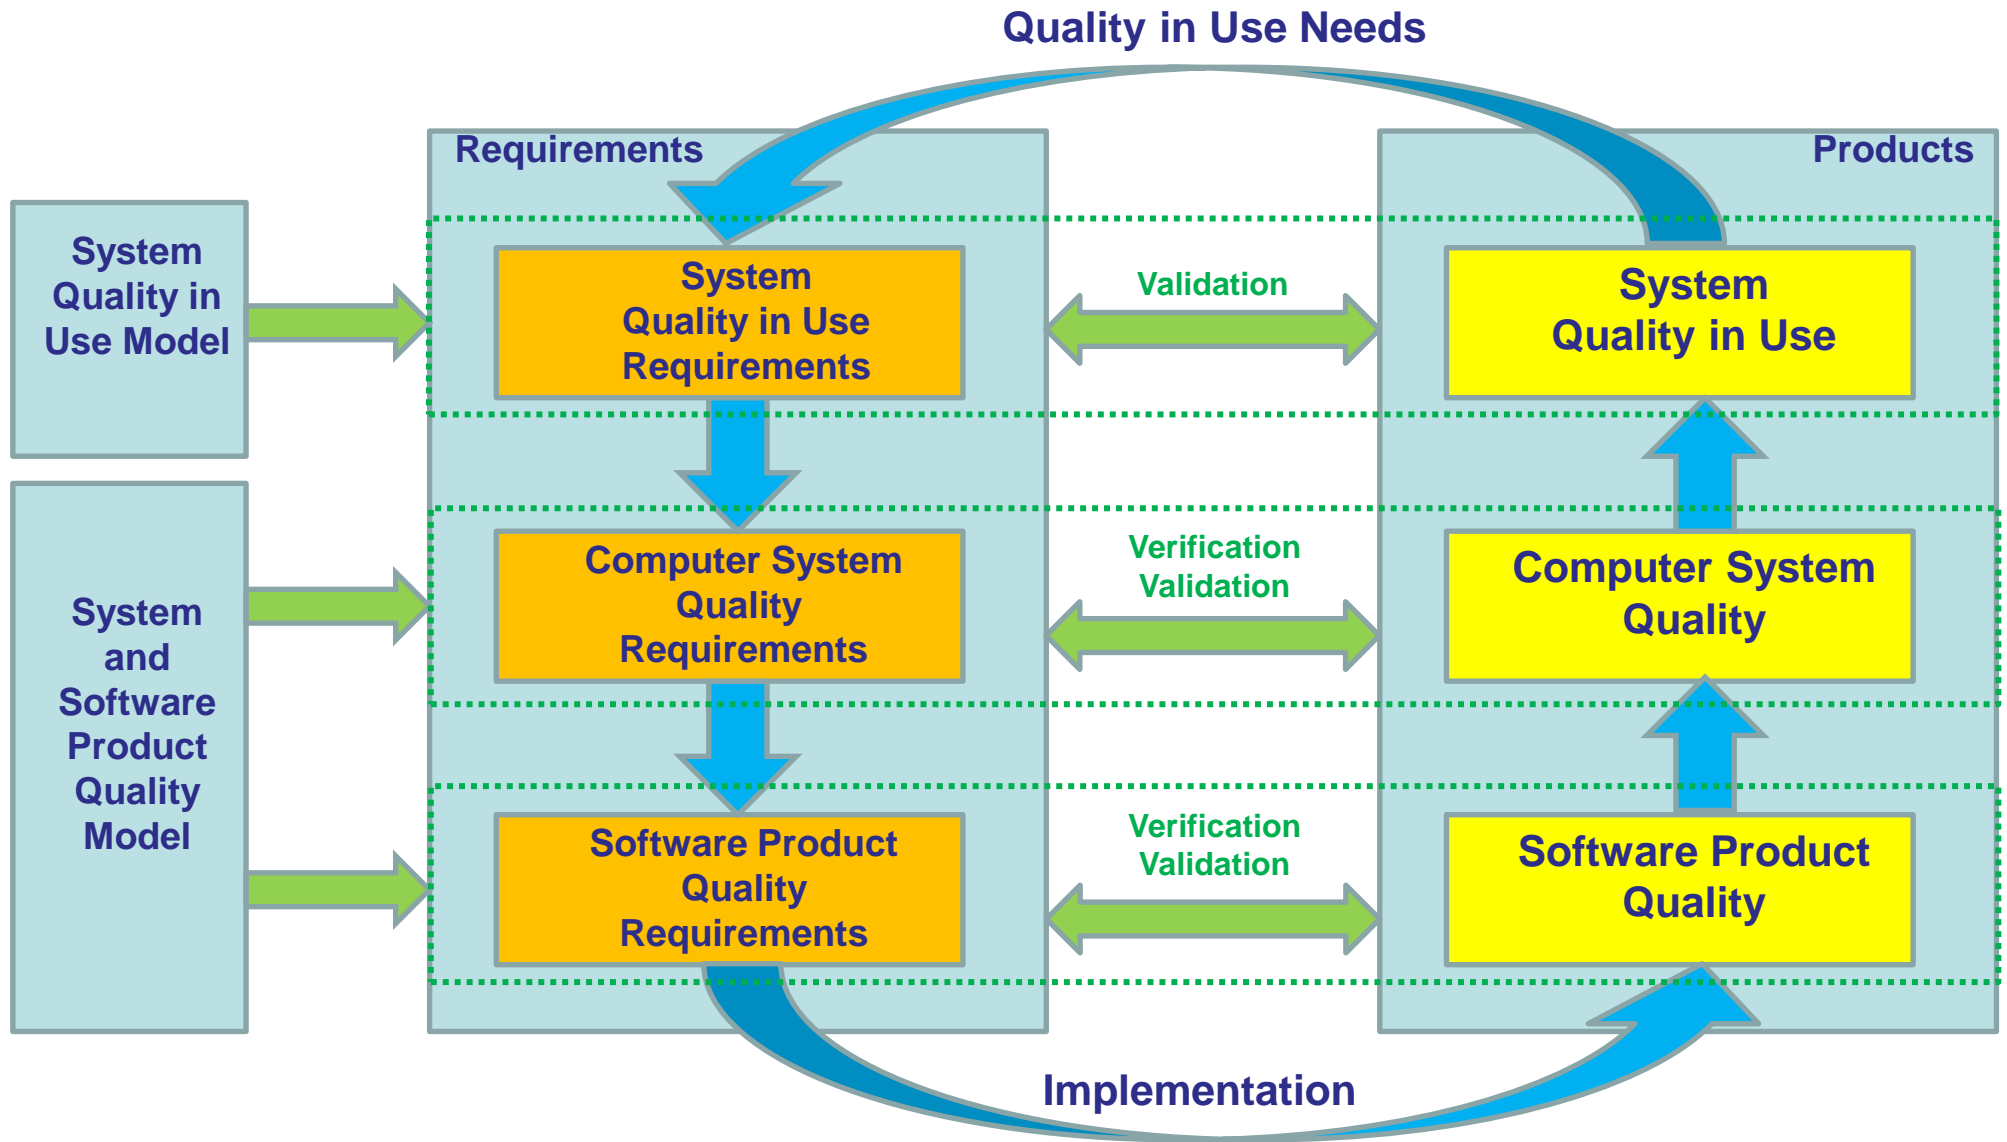 Quality in Use Needs
Requirements
Products
System
Quality in
Use Model
System
Quality in Use
Requirements
Validation
System
Quality in Use
System
and
Software
Product
Quality
Model
Computer System
Quality
Requirements
Verification
Validation
Computer System
Quality
Software Product
Quality
Requirements
Verification
Validation
Software Product
Quality
Implementation